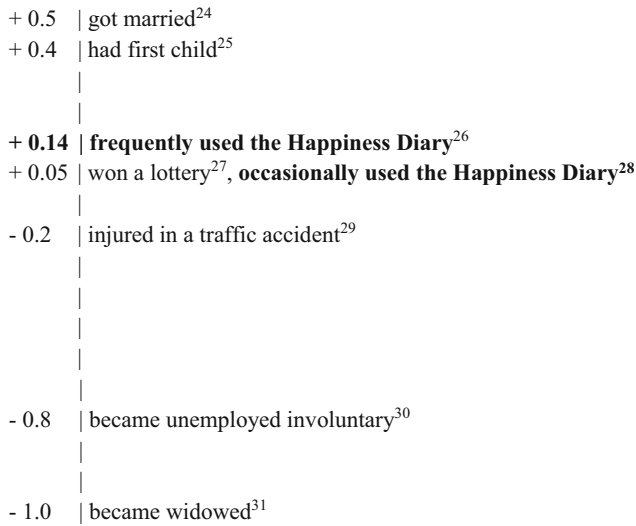 + 0.5 | got married24
+ 0.4 | had first child25
|
|
+ 0.14 | frequently used the Happiness Diary26
+ 0.05 | won a lottery27, occasionally used the Happiness Diary28
|
- 0.2 | injured in a traffic accident29
|
|
|
|
|
|
- 0.8 | became unemployed involuntary30
|
|
- 1.0 | became widowed31